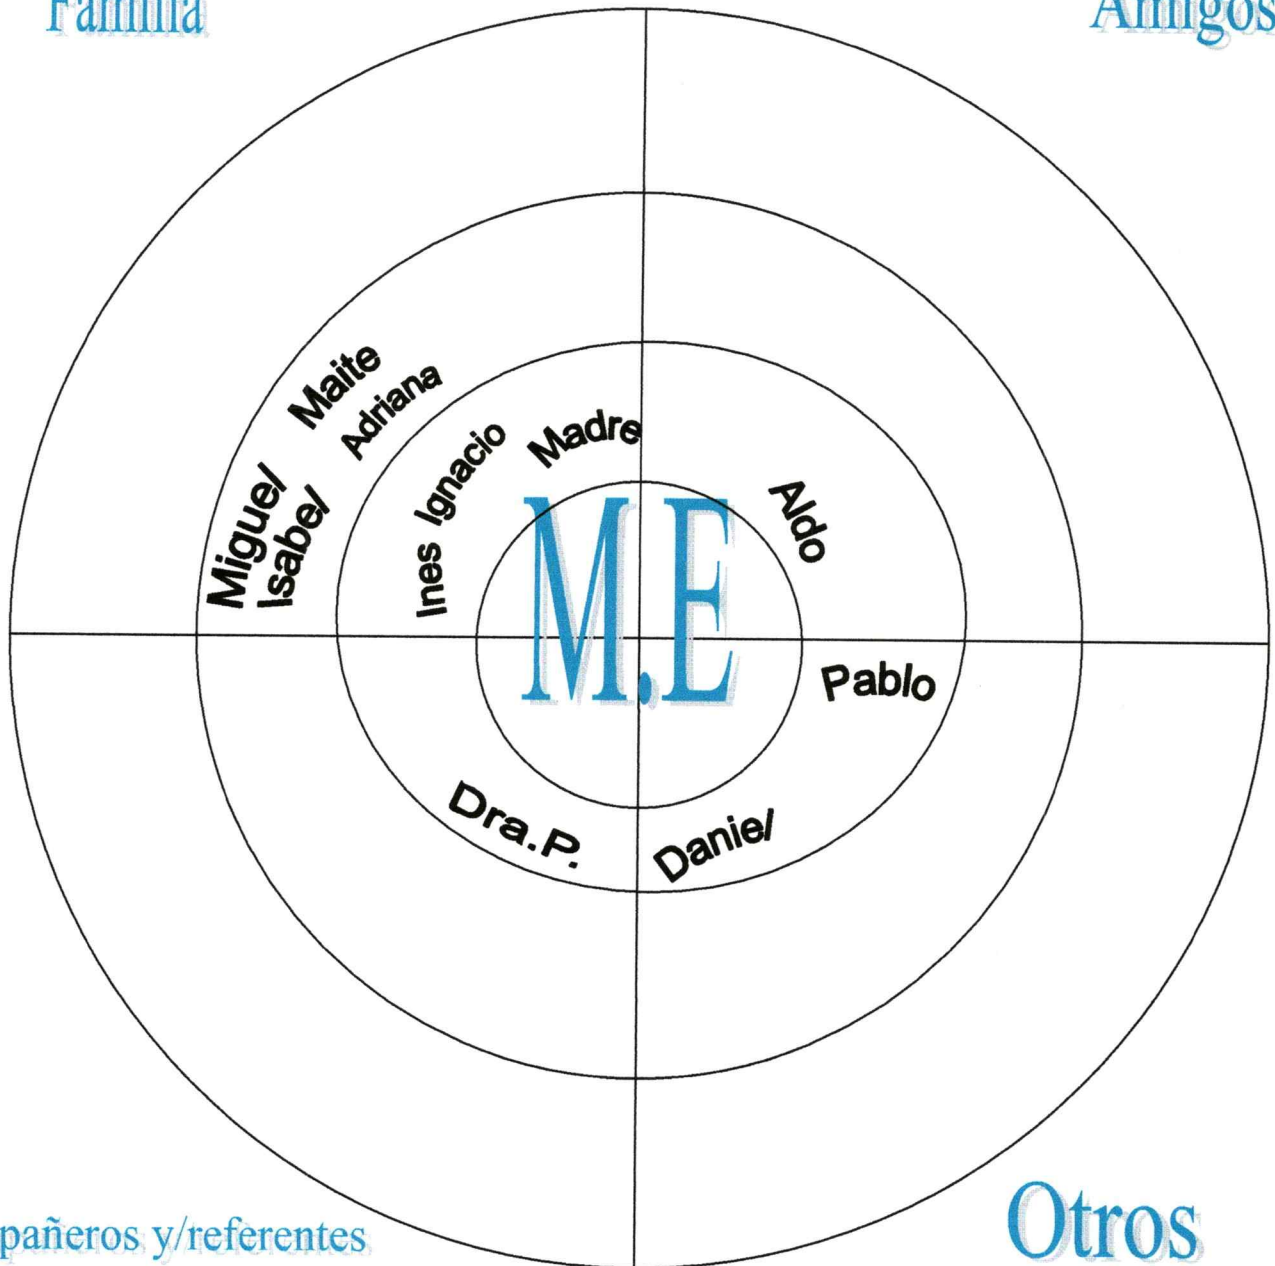 Familia
Amigos
Maite
Adriana
Miguel
Isabel
Ignacio
Ines
Madre
M.E
Aldo
Pablo
Dra.P.
Daniel
pañeros y/referentes
Otros